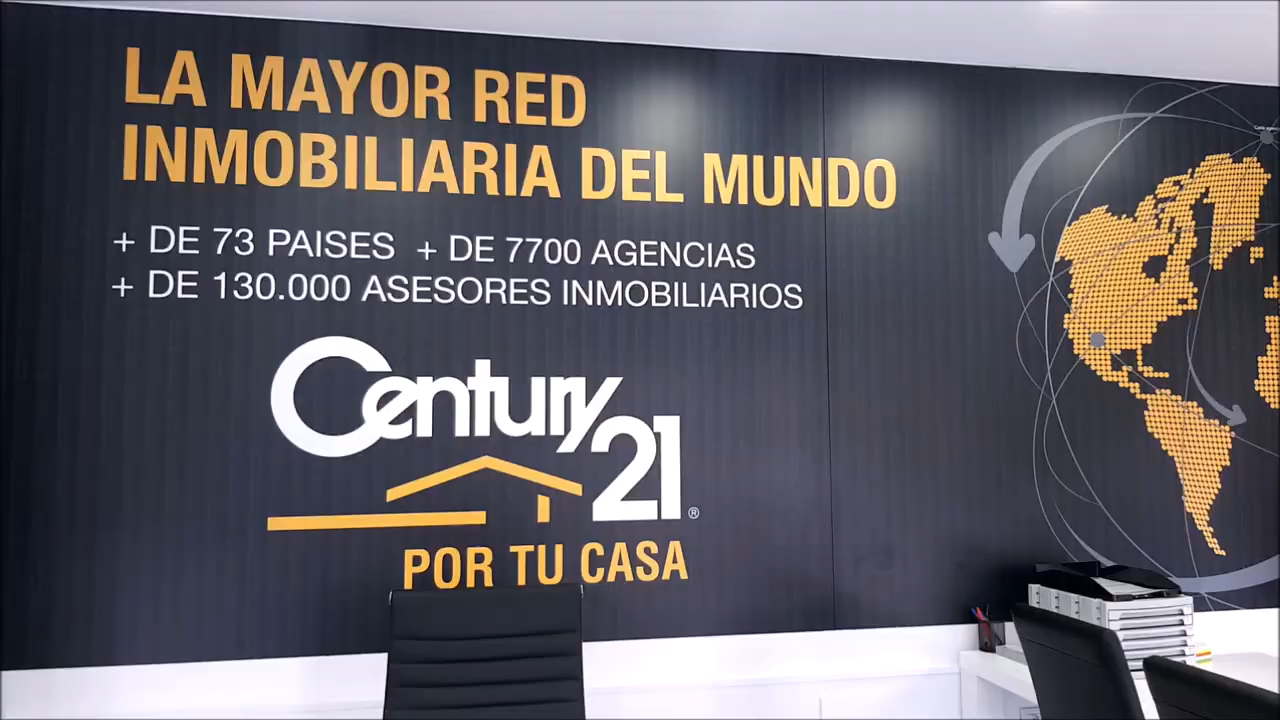 LA MAYOR RED
INMOBILIARIA DEL MUNDO
+ DE 73 PAISES + DE 7700 AGENCIAS
+ DE 130.000 ASESORES INMOBILIARIOS
Century
21®
POR TU CASA